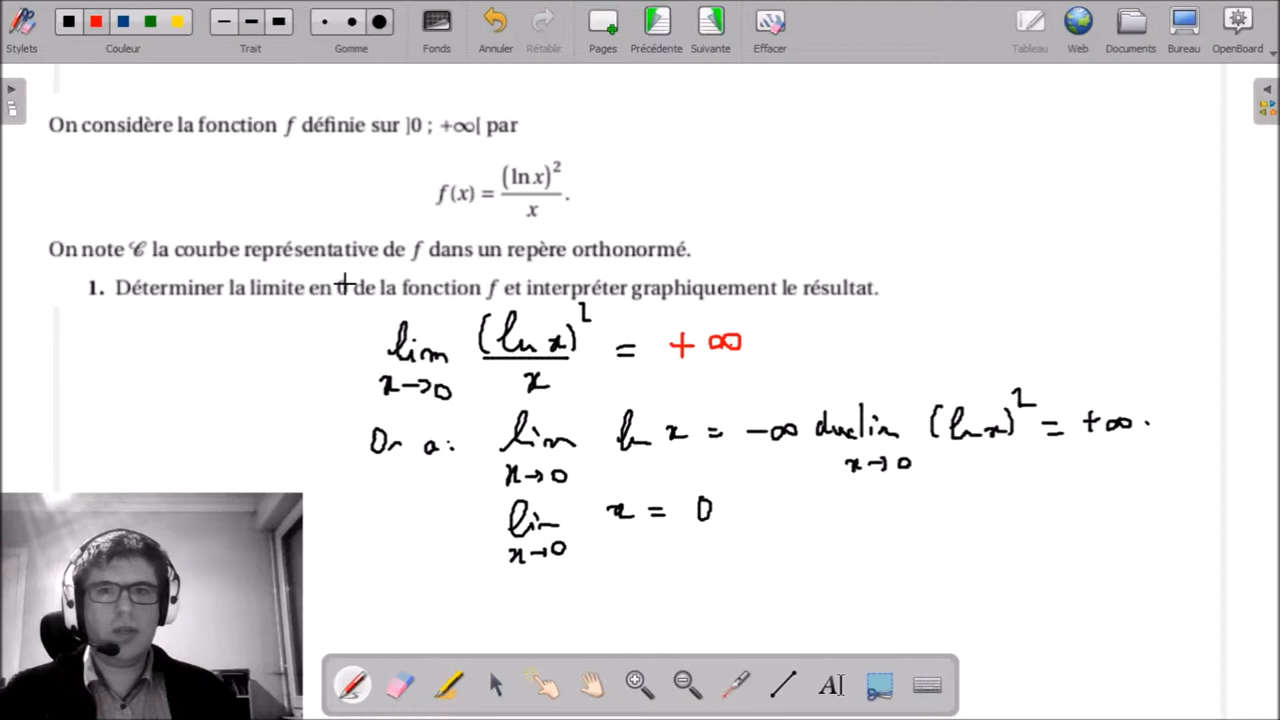 Stylets Couleur Trait Gomme Fonds Annuler Rétablir Pages Précédente Suivante Effacer Tableau Web Documents Bureau OpenBoard
On considère la fonction f définie sur ]0 ; +∞[ par
f(x) = (ln x)² / x.
On note 𝒞 la courbe représentative de f dans un repère orthonormé.
1. Déterminer la limite en 0 de la fonction f et interpréter graphiquement le résultat.
lim x→0 (ln x)² / x = +∞
On a : lim x→0 ln x = -∞ donc lim x→0 (ln x)² = +∞.
lim x→0 x = 0
AI